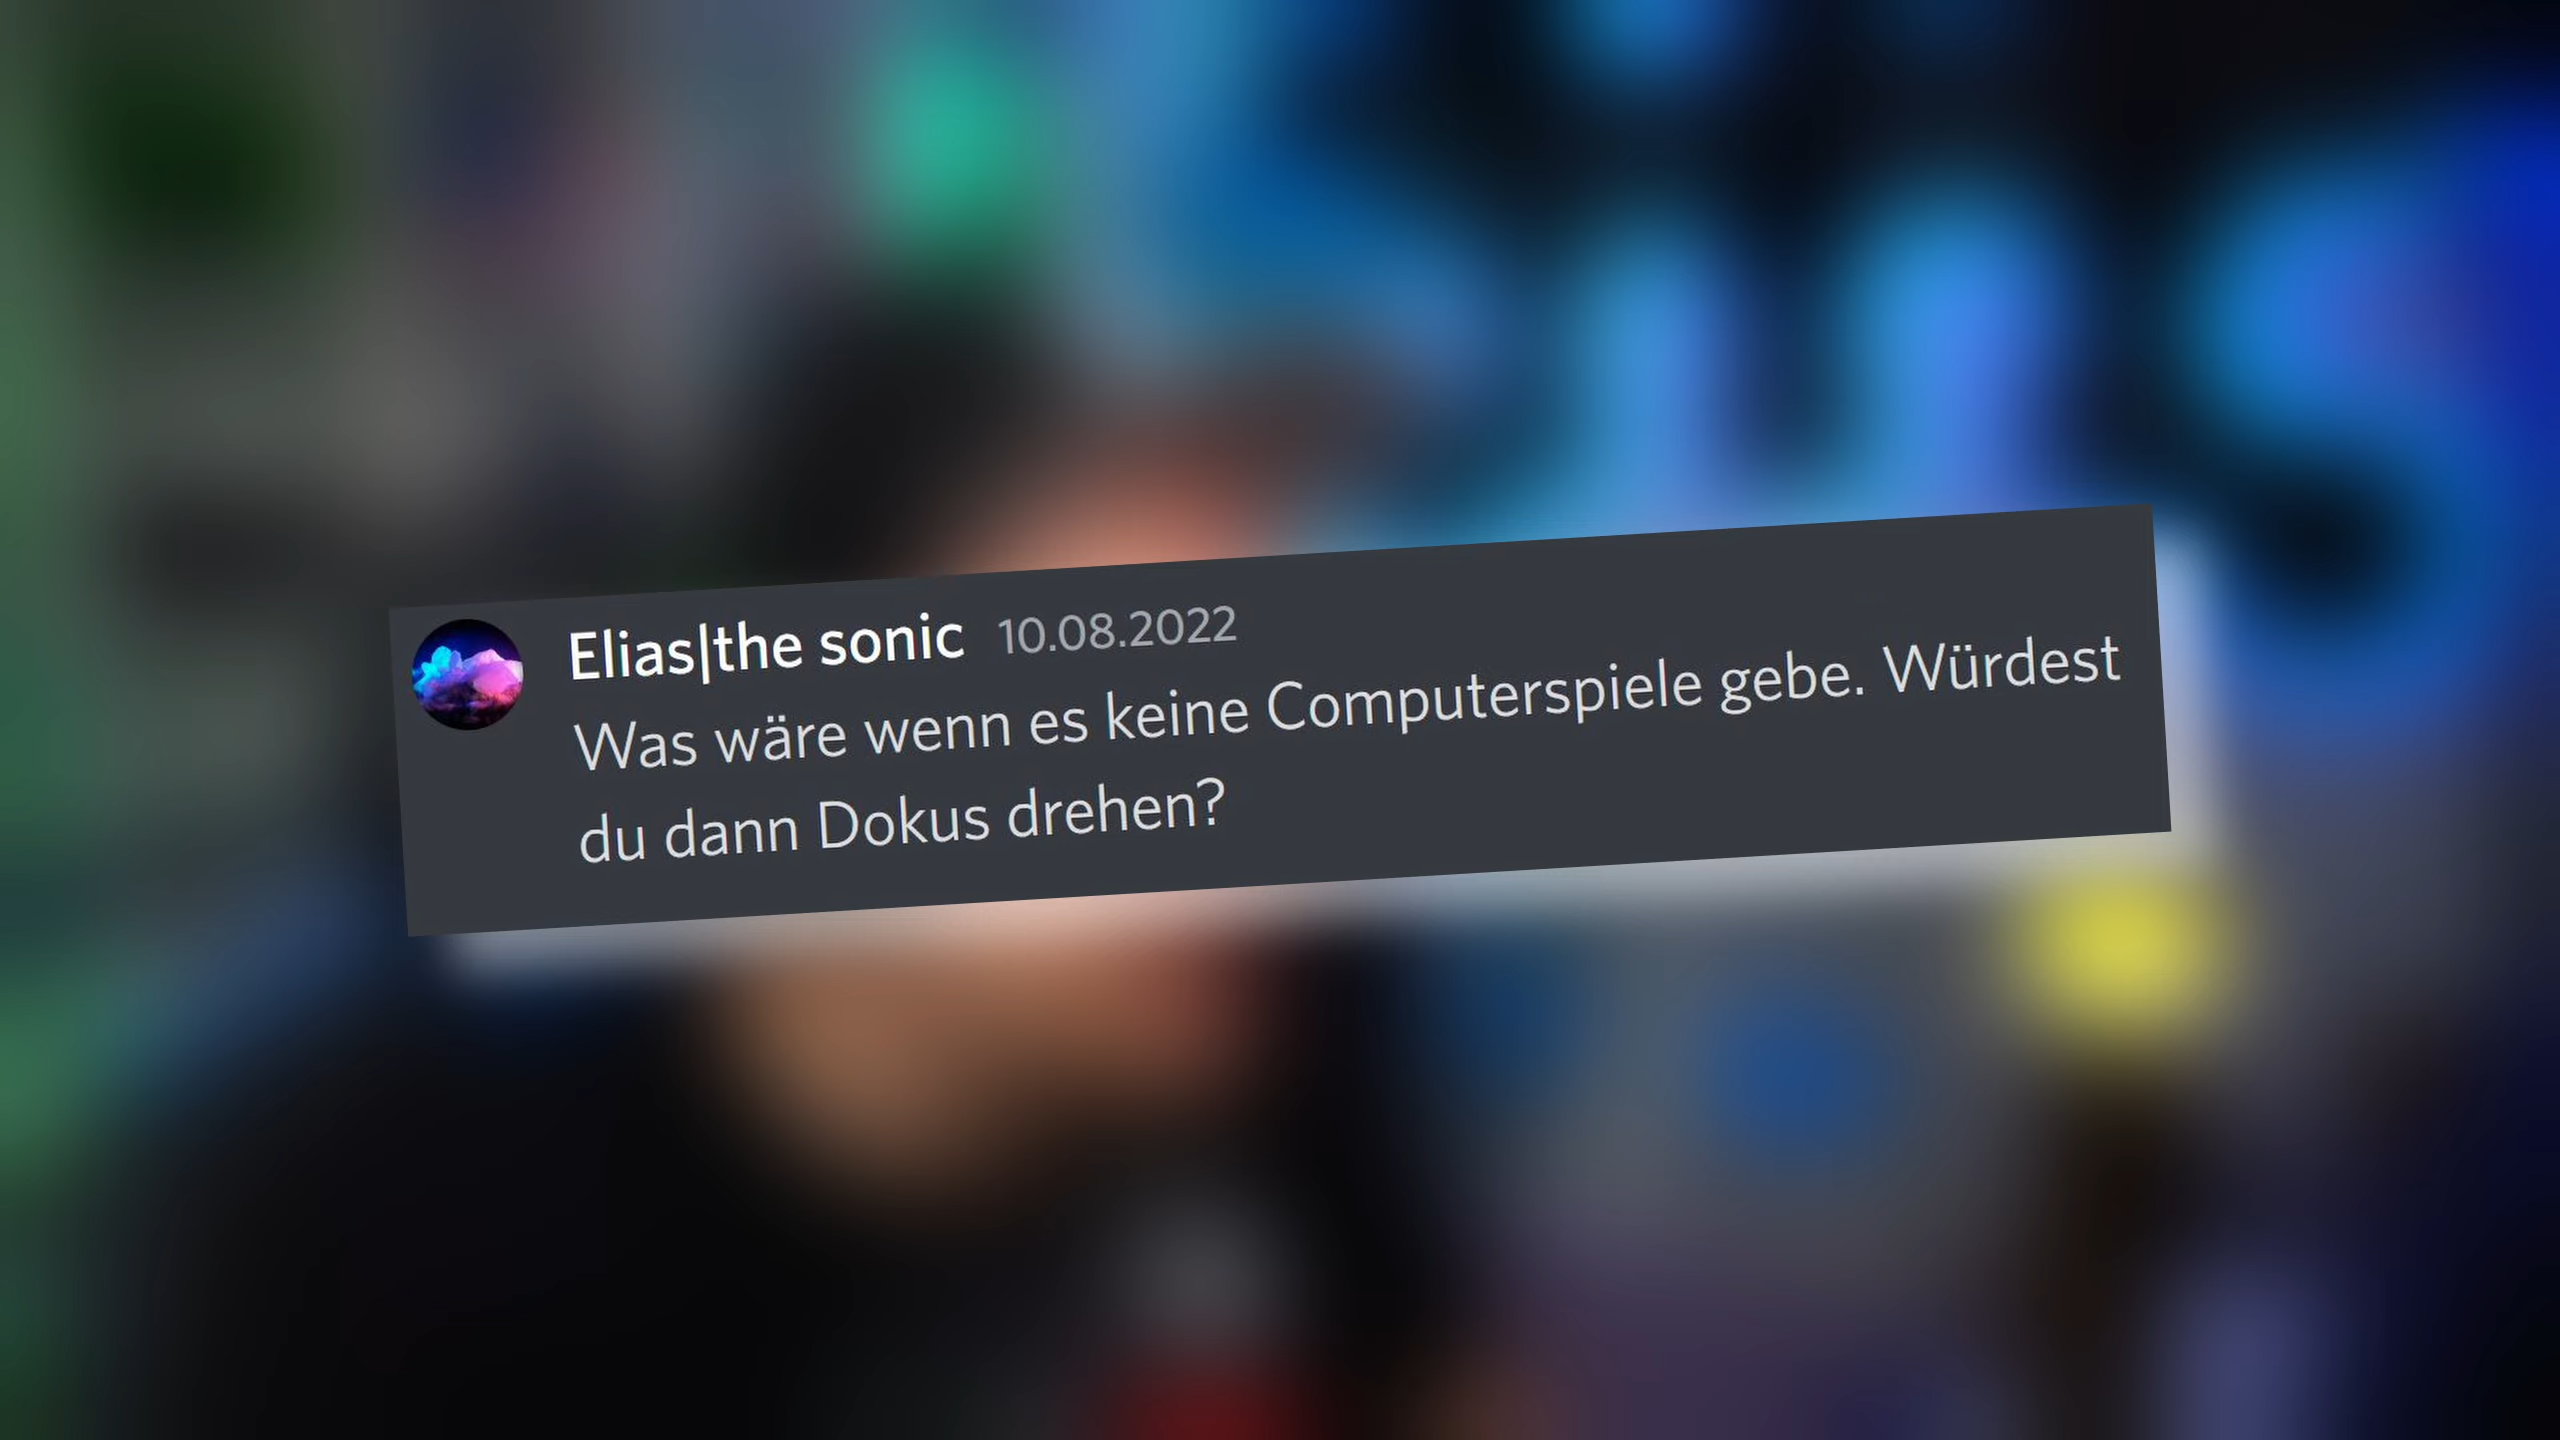 Elias|the sonic 10.08.2022
Was wäre wenn es keine Computerspiele gebe. Würdest
du dann Dokus drehen?